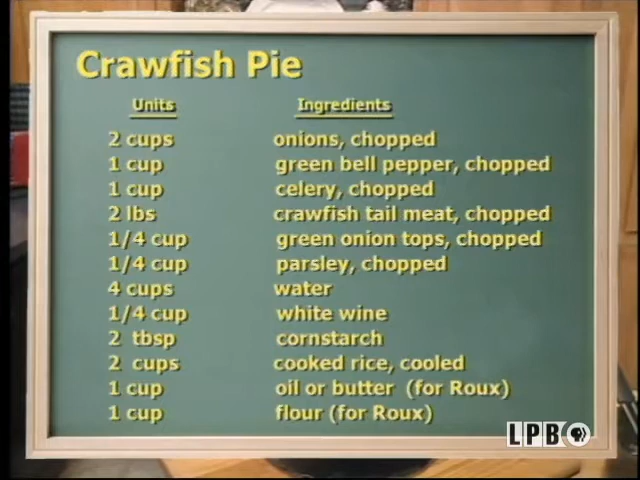 Crawfish Pie
Units Ingredients
2 cups onions, chopped
1 cup green bell pepper, chopped
1 cup celery, chopped
2 lbs crawfish tail meat, chopped
1/4 cup green onion tops, chopped
1/4 cup parsley, chopped
4 cups water
1/4 cup white wine
2 tbsp cornstarch
2 cups cooked rice, cooled
1 cup oil or butter (for Roux)
1 cup flour (for Roux)
LPB